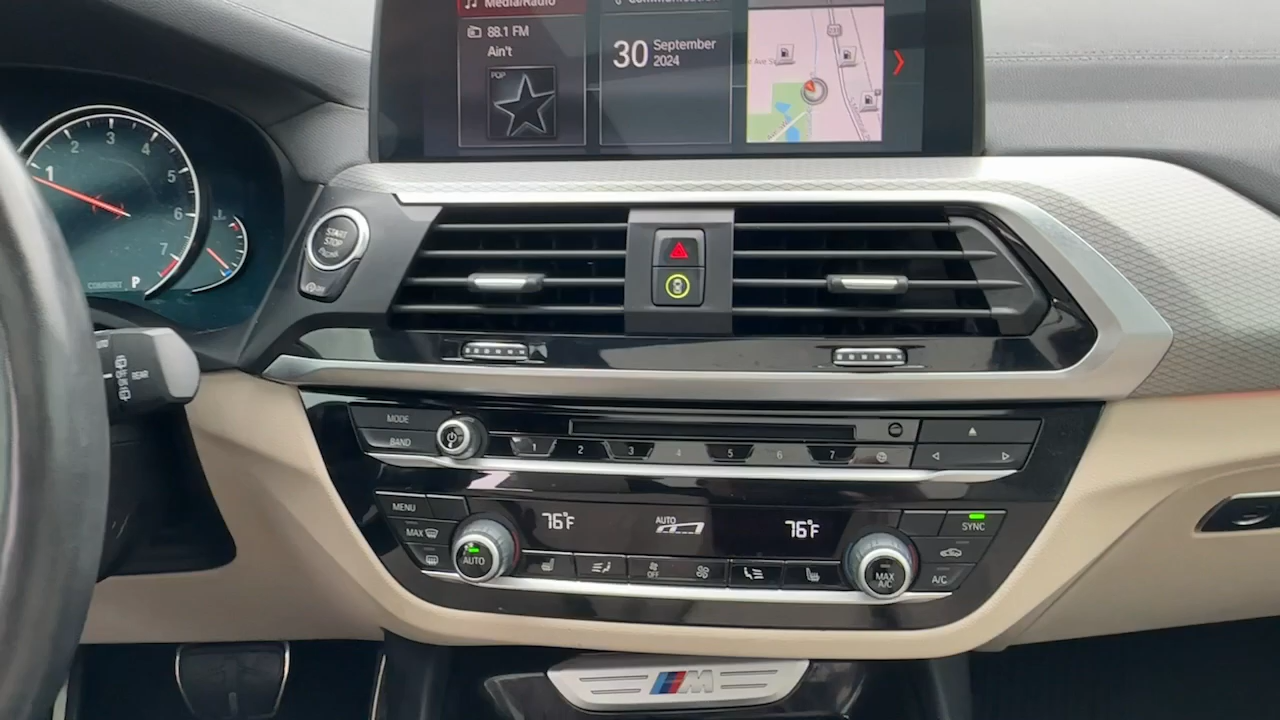 Media/Radio
Communication
88.1 FM
Ain't
POP
30 September
2024
1 2 3 4 5 6 7
COMFORT P
START
STOP
REAR
MODE
BAND
1 2 3 4 5 6 7
MENU
MAX
76°F
AUTO
76°F
SYNC
AUTO
OFF
MAX
A/C
A/C
M